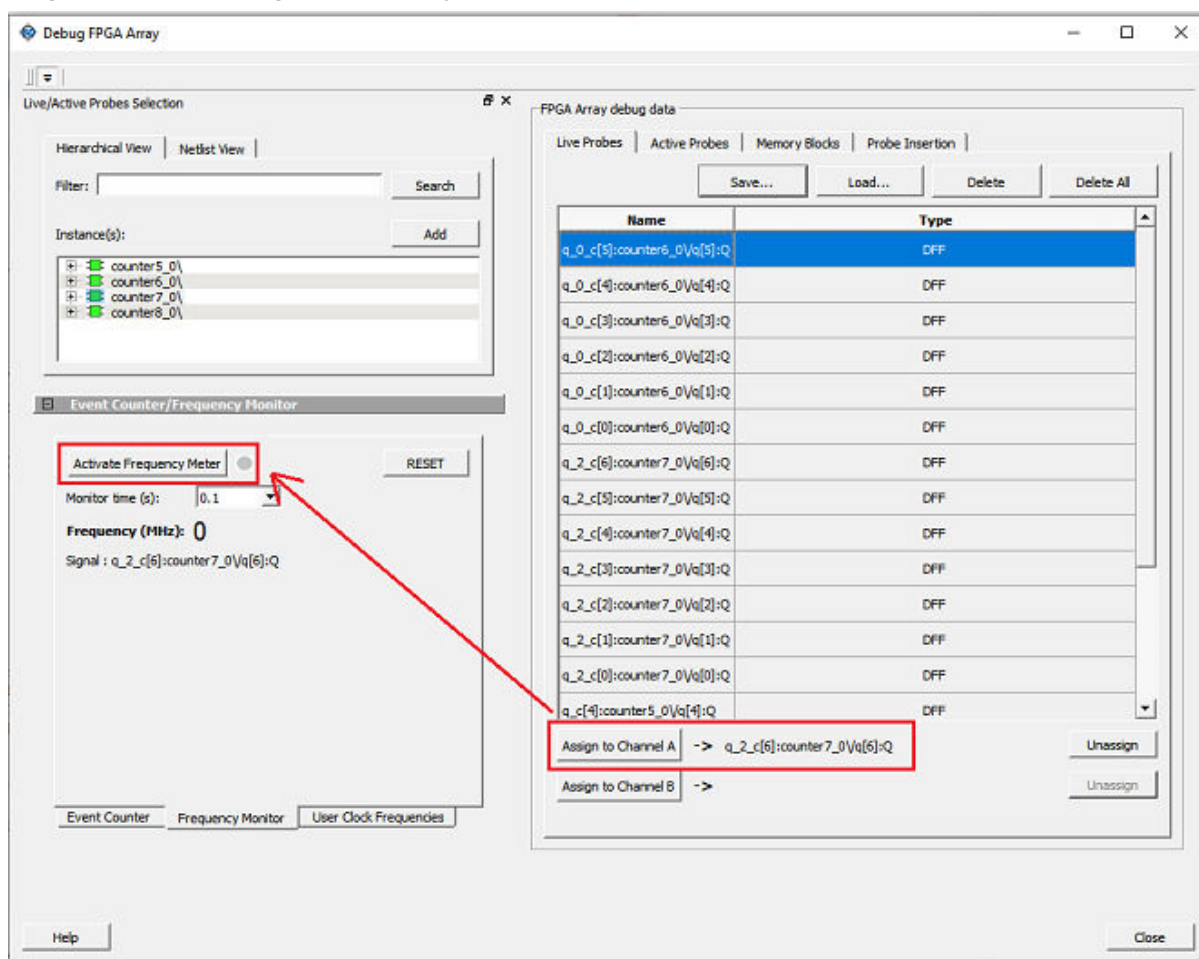 Debug FPGA Array
Live/Active Probes Selection
Hierarchical View
Netlist View
Filter:
Search
Instance(s):
Add
counter5_0\
counter6_0\
counter7_0\
counter8_0\
Event Counter/Frequency Monitor
Activate Frequency Meter
RESET
Monitor time (s):
0.1
Frequency (MHz): 0
Signal : q_2_c[6]:counter7_0\/q[6]:Q
Event Counter
Frequency Monitor
User Clock Frequencies
FPGA Array debug data
Live Probes
Active Probes
Memory Blocks
Probe Insertion
Save...
Load...
Delete
Delete All
Name Type
q_0_c[5]:counter6_0\/q[5]:Q DFF
q_0_c[4]:counter6_0\/q[4]:Q DFF
q_0_c[3]:counter6_0\/q[3]:Q DFF
q_0_c[2]:counter6_0\/q[2]:Q DFF
q_0_c[1]:counter6_0\/q[1]:Q DFF
q_0_c[0]:counter6_0\/q[0]:Q DFF
q_2_c[6]:counter7_0\/q[6]:Q DFF
q_2_c[5]:counter7_0\/q[5]:Q DFF
q_2_c[4]:counter7_0\/q[4]:Q DFF
q_2_c[3]:counter7_0\/q[3]:Q DFF
q_2_c[2]:counter7_0\/q[2]:Q DFF
q_2_c[1]:counter7_0\/q[1]:Q DFF
q_2_c[0]:counter7_0\/q[0]:Q DFF
q_c[4]:counter5_0\/q[4]:Q DFF
Assign to Channel A -> q_2_c[6]:counter7_0\/q[6]:Q Unassign
Assign to Channel B -> Unassign
Help
Close